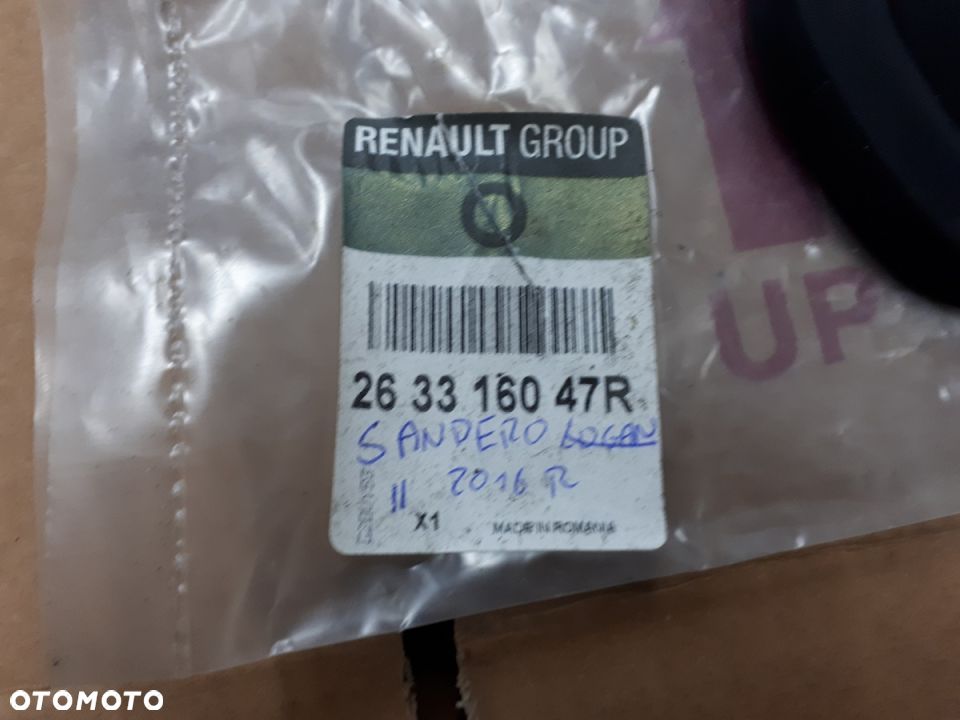 RENAULT GROUP
UP
26 33 160 47R
SANDERO LOGAN
II 2016 R
X1 MADE IN ROMANIA
OTOMOTO